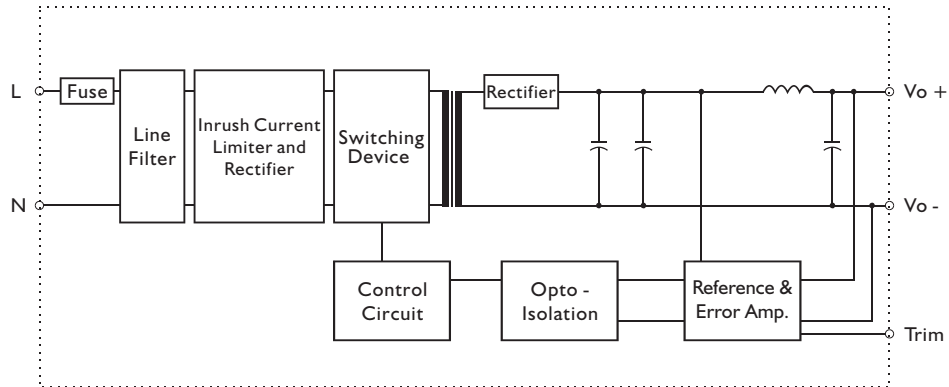 L
Fuse
Line
Filter
Inrush Current
Limiter and
Rectifier
Switching
Device
Rectifier
Vo +
N
Vo -
Control
Circuit
Opto -
Isolation
Reference &
Error Amp.
Trim